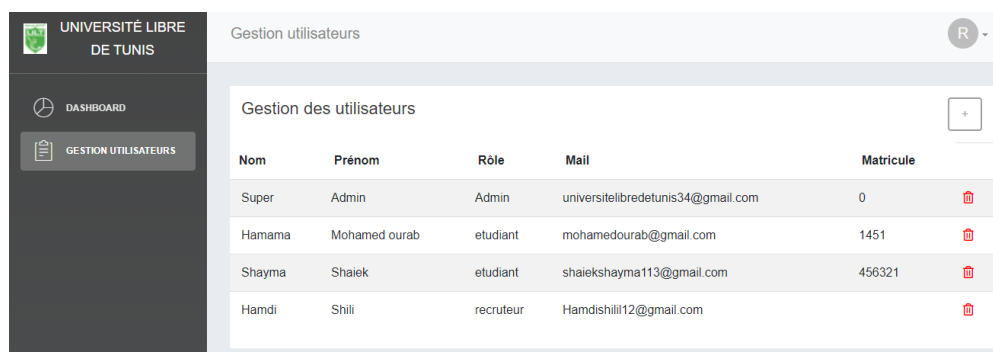 UNIVERSITÉ LIBRE
DE TUNIS
Gestion utilisateurs
R
DASHBOARD
GESTION UTILISATEURS
Gestion des utilisateurs
+
Nom Prénom Rôle Mail Matricule
Super Admin Admin universitelibredetunis34@gmail.com 0
Hamama Mohamed ourab etudiant mohamedourab@gmail.com 1451
Shayma Shaiek etudiant shaiekshayma113@gmail.com 456321
Hamdi Shili recruteur Hamdishilil12@gmail.com